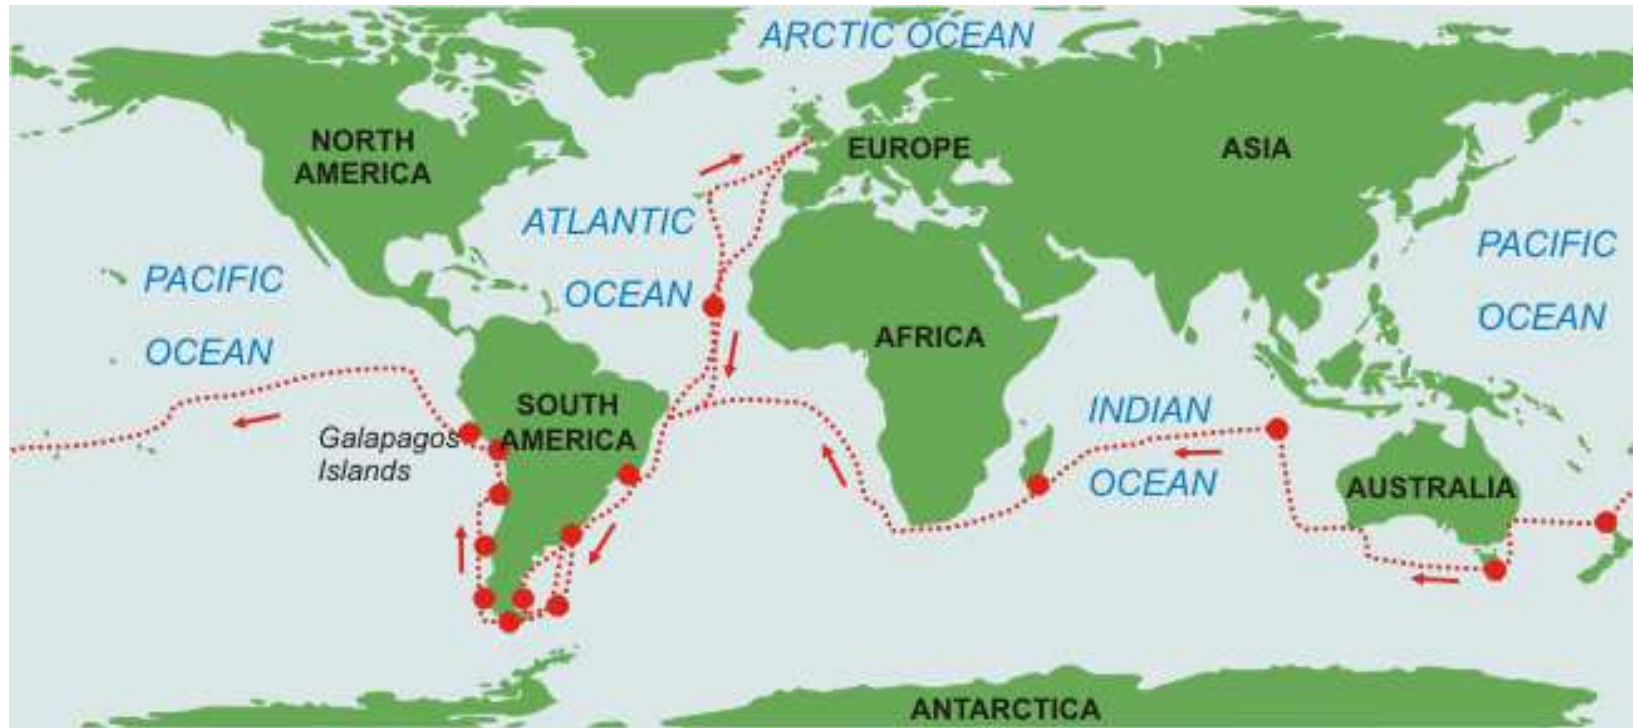 ARCTIC OCEAN
NORTH
AMERICA
EUROPE
ASIA
ATLANTIC
OCEAN
PACIFIC
OCEAN
PACIFIC
OCEAN
AFRICA
SOUTH
AMERICA
Galapagos
Islands
INDIAN
OCEAN
AUSTRALIA
ANTARCTICA